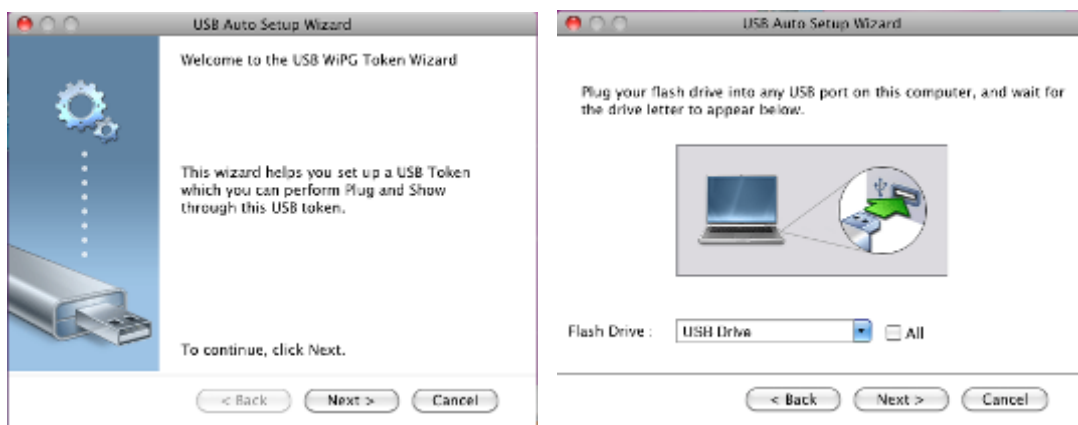 USB Auto Setup Wizard
Welcome to the USB WiPG Token Wizard
This wizard helps you set up a USB Token
which you can perform Plug and Show
through this USB token.
To continue, click Next.
< Back
Next >
Cancel
USB Auto Setup Wizard
Plug your flash drive into any USB port on this computer, and wait for
the drive letter to appear below.
Flash Drive :
USB Drive
All
< Back
Next >
Cancel